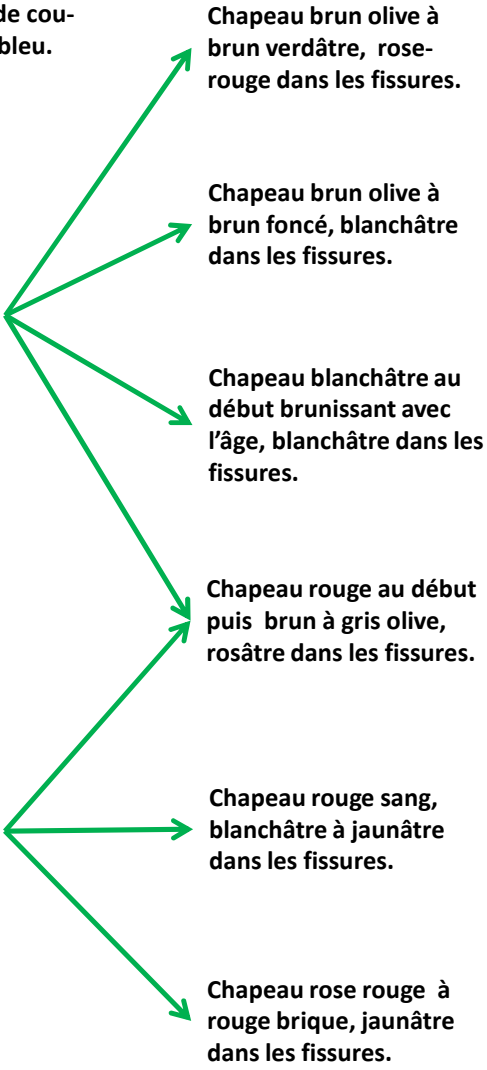 de cou-
bleu.
Chapeau brun olive à
brun verdâtre, rose-
rouge dans les fissures.
Chapeau brun olive à
brun foncé, blanchâtre
dans les fissures.
Chapeau blanchâtre au
début brunissant avec
l’âge, blanchâtre dans les
fissures.
Chapeau rouge au début
puis brun à gris olive,
rosâtre dans les fissures.
Chapeau rouge sang,
blanchâtre à jaunâtre
dans les fissures.
Chapeau rose rouge à
rouge brique, jaunâtre
dans les fissures.